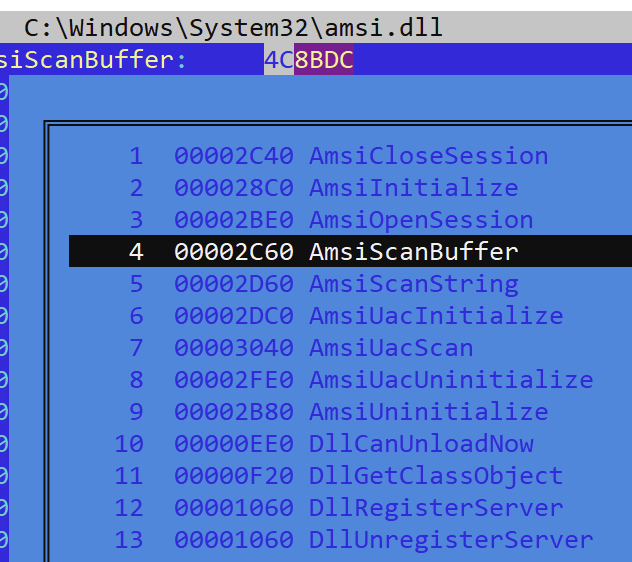 C:\Windows\System32\amsi.dll
siScanBuffer: 4C8BDC
0
0
1 00002C40 AmsiCloseSession
2 000028C0 AmsiInitialize
3 00002BE0 AmsiOpenSession
4 00002C60 AmsiScanBuffer
5 00002D60 AmsiScanString
6 00002DC0 AmsiUacInitialize
7 00003040 AmsiUacScan
8 00002FE0 AmsiUacUninitialize
9 00002B80 AmsiUninitialize
10 00000EE0 DllCanUnloadNow
11 00000F20 DllGetClassObject
12 00001060 DllRegisterServer
13 00001060 DllUnregisterServer